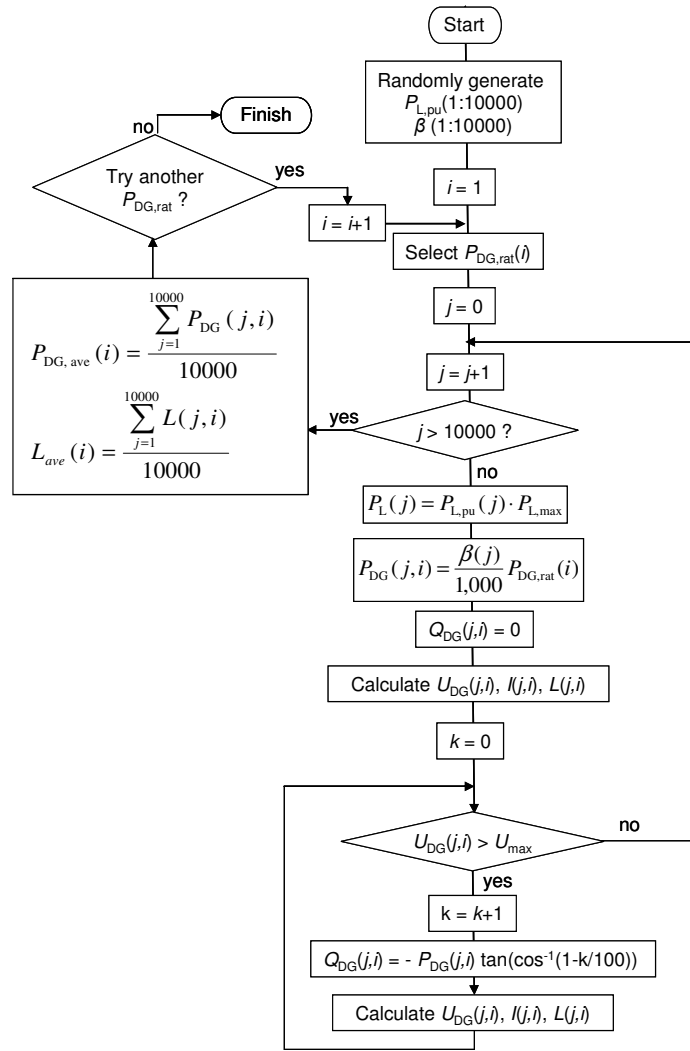 Start
Randomly generate
P_L,pu(1:10000)
β (1:10000)
i = 1
Select P_DG,rat(i)
j = 0
j = j+1
j > 10000 ?
yes
no
P_L(j) = P_L,pu(j) · P_L,max
P_DG(j,i) = β(j)/1,000 P_DG,rat(i)
Q_DG(j,i) = 0
Calculate U_DG(j,i), I(j,i), L(j,i)
k = 0
U_DG(j,i) > U_max
no
yes
k = k+1
Q_DG(j,i) = - P_DG(j,i) tan(cos⁻¹(1-k/100))
Calculate U_DG(j,i), I(j,i), L(j,i)
P_DG, ave(i) = ∑_{j=1}^{10000} P_DG(j,i) / 10000
L_ave(i) = ∑_{j=1}^{10000} L(j,i) / 10000
Try another
P_DG,rat ?
yes
i = i+1
no
Finish